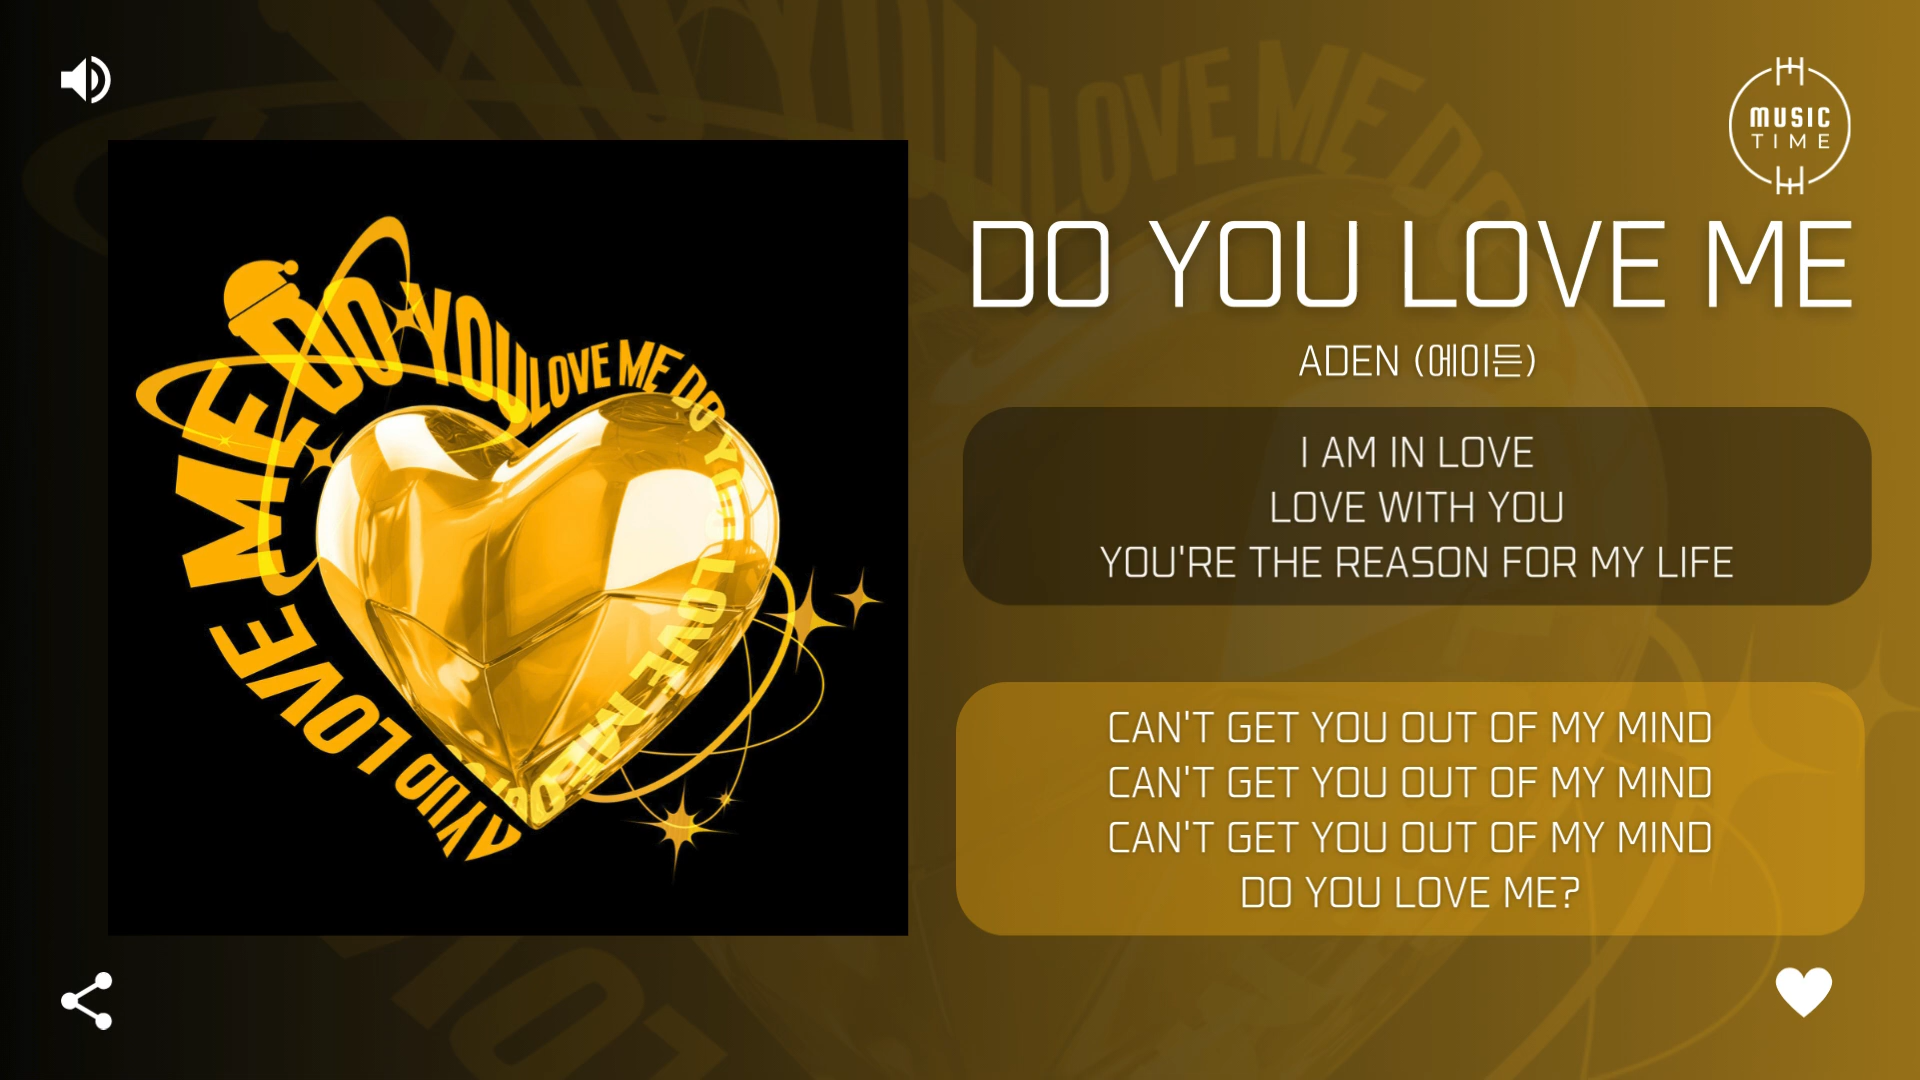 MUSIC
TIME
DO YOU LOVE ME
ADEN (에이든)
I AM IN LOVE
LOVE WITH YOU
YOU'RE THE REASON FOR MY LIFE
CAN'T GET YOU OUT OF MY MIND
CAN'T GET YOU OUT OF MY MIND
CAN'T GET YOU OUT OF MY MIND
DO YOU LOVE ME?
DO YOU LOVE ME DO YOU LOVE ME
LOVE ME